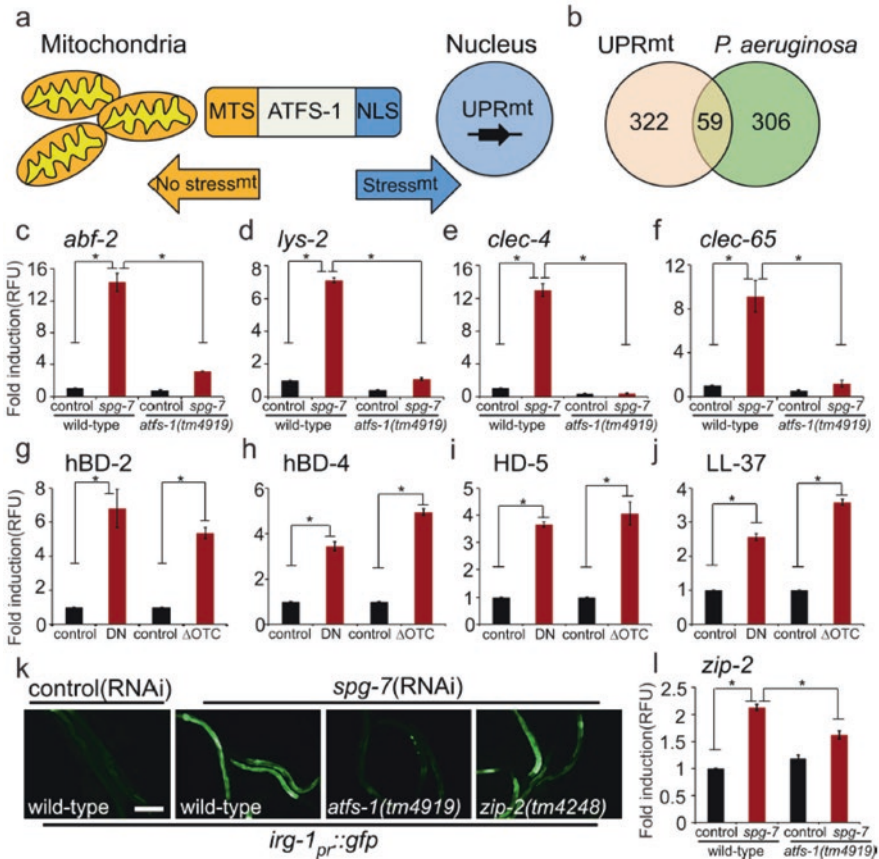 a
Mitochondria
MTS ATFS-1 NLS
No stressmt
Stressmt
Nucleus
UPRmt
b
UPRmt P. aeruginosa
322 59 306
c abf-2
Fold induction(RFU)
16
12
8
4
0
*
*
control spg-7 control spg-7
wild-type atfs-1(tm4919)
d lys-2
8
6
4
2
0
*
*
control spg-7 control spg-7
wild-type atfs-1(tm4919)
e clec-4
16
12
8
4
0
*
*
control spg-7 control spg-7
wild-type atfs-1(tm4919)
f clec-65
12
9
6
3
0
*
*
control spg-7 control spg-7
wild-type atfs-1(tm4919)
g hBD-2
Fold induction(RFU)
8
6
4
2
0
*
*
control DN control ΔOTC
h hBD-4
6
4
2
0
*
*
control DN control ΔOTC
i HD-5
5
4
3
2
1
0
*
*
control DN control ΔOTC
j LL-37
4
3
2
1
0
*
*
control DN control ΔOTC
k
control(RNAi) spg-7(RNAi)
wild-type wild-type atfs-1(tm4919) zip-2(tm4248)
irg-1pr::gfp
l zip-2
Fold induction(RFU)
2.5
2
1.5
1
0.5
0
*
*
control spg-7 control spg-7
wild-type atfs-1(tm4919)